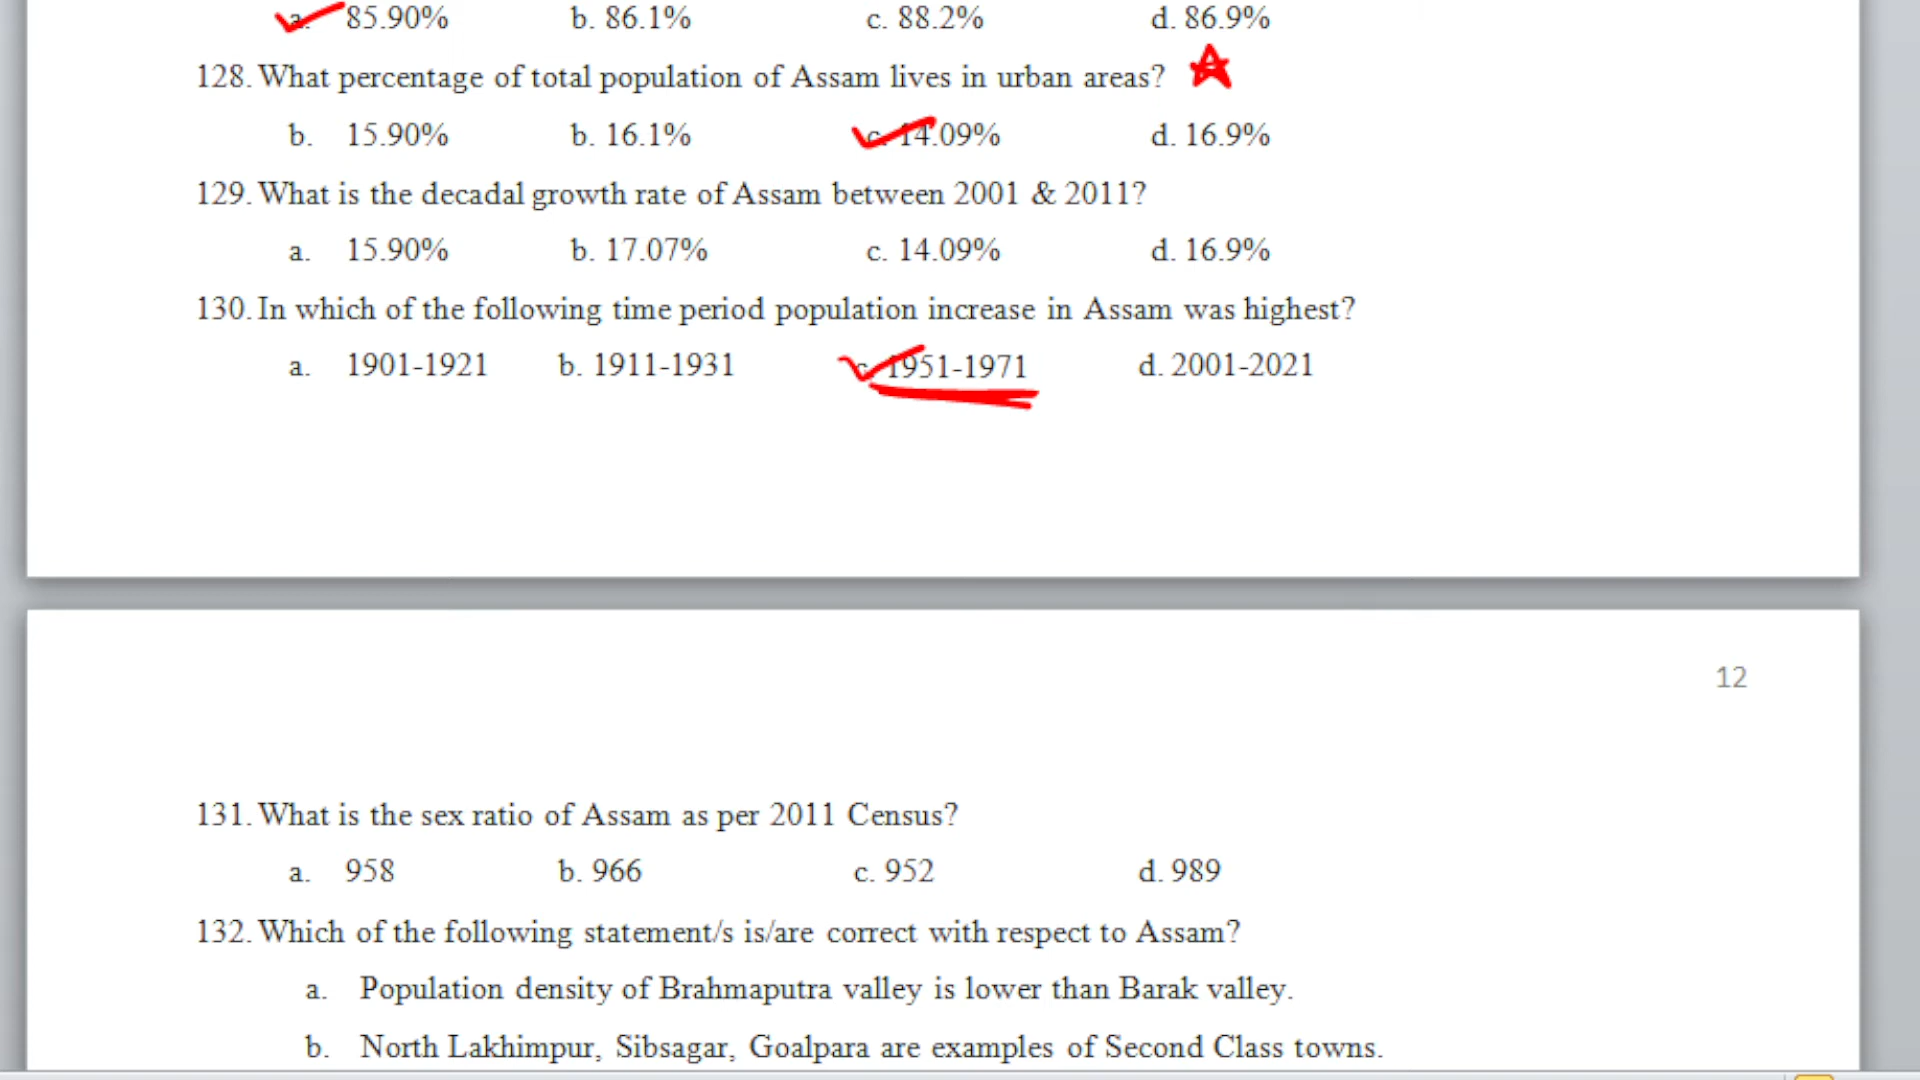 a. 85.90% b. 86.1% c. 88.2% d. 86.9%
128. What percentage of total population of Assam lives in urban areas?
b. 15.90% b. 16.1% c. 14.09% d. 16.9%
129. What is the decadal growth rate of Assam between 2001 & 2011?
a. 15.90% b. 17.07% c. 14.09% d. 16.9%
130. In which of the following time period population increase in Assam was highest?
a. 1901-1921 b. 1911-1931 c. 1951-1971 d. 2001-2021
12
131. What is the sex ratio of Assam as per 2011 Census?
a. 958 b. 966 c. 952 d. 989
132. Which of the following statement/s is/are correct with respect to Assam?
a. Population density of Brahmaputra valley is lower than Barak valley.
b. North Lakhimpur, Sibsagar, Goalpara are examples of Second Class towns.